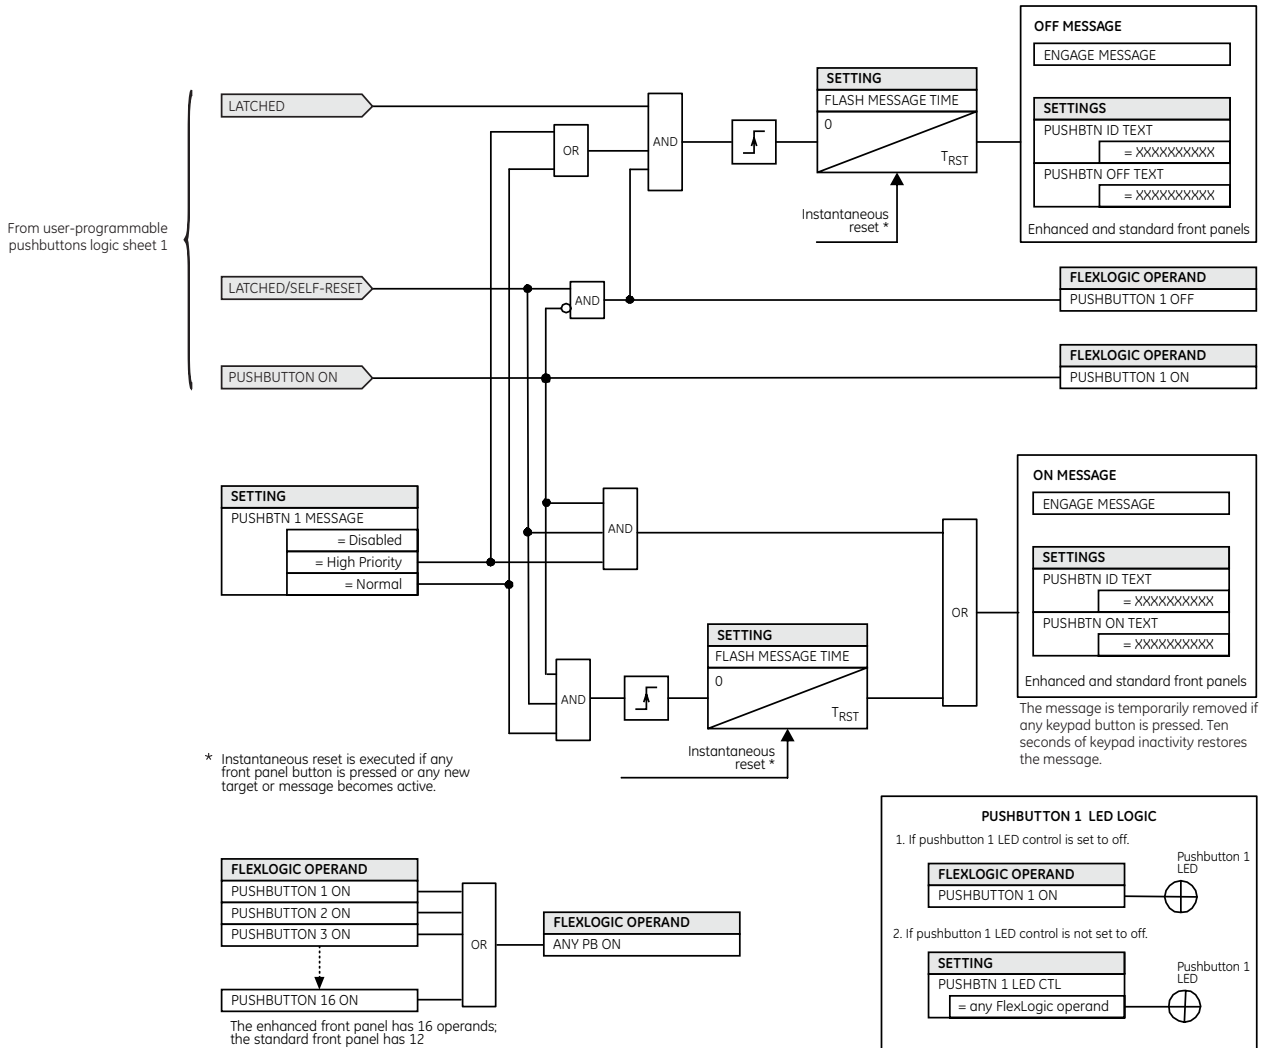 OFF MESSAGE
ENGAGE MESSAGE
SETTINGS
PUSHBTN ID TEXT
= XXXXXXXXXX
PUSHBTN OFF TEXT
= XXXXXXXXXX
Enhanced and standard front panels
SETTING
FLASH MESSAGE TIME
0
TRST
Instantaneous
reset *
LATCHED
OR
AND
From user-programmable
pushbuttons logic sheet 1
LATCHED/SELF-RESET
AND
FLEXLOGIC OPERAND
PUSHBUTTON 1 OFF
PUSHBUTTON ON
FLEXLOGIC OPERAND
PUSHBUTTON 1 ON
SETTING
PUSHBTN 1 MESSAGE
= Disabled
= High Priority
= Normal
AND
ON MESSAGE
ENGAGE MESSAGE
SETTINGS
PUSHBTN ID TEXT
= XXXXXXXXXX
PUSHBTN ON TEXT
= XXXXXXXXXX
Enhanced and standard front panels
The message is temporarily removed if
any keypad button is pressed. Ten
seconds of keypad inactivity restores
the message.
OR
SETTING
FLASH MESSAGE TIME
0
TRST
AND
Instantaneous
reset *
* Instantaneous reset is executed if any
front panel button is pressed or any new
target or message becomes active.
FLEXLOGIC OPERAND
PUSHBUTTON 1 ON
PUSHBUTTON 2 ON
PUSHBUTTON 3 ON
PUSHBUTTON 16 ON
OR
FLEXLOGIC OPERAND
ANY PB ON
The enhanced front panel has 16 operands;
the standard front panel has 12
PUSHBUTTON 1 LED LOGIC
1. If pushbutton 1 LED control is set to off.
Pushbutton 1
LED
FLEXLOGIC OPERAND
PUSHBUTTON 1 ON
2. If pushbutton 1 LED control is not set to off.
Pushbutton 1
LED
SETTING
PUSHBTN 1 LED CTL
= any FlexLogic operand